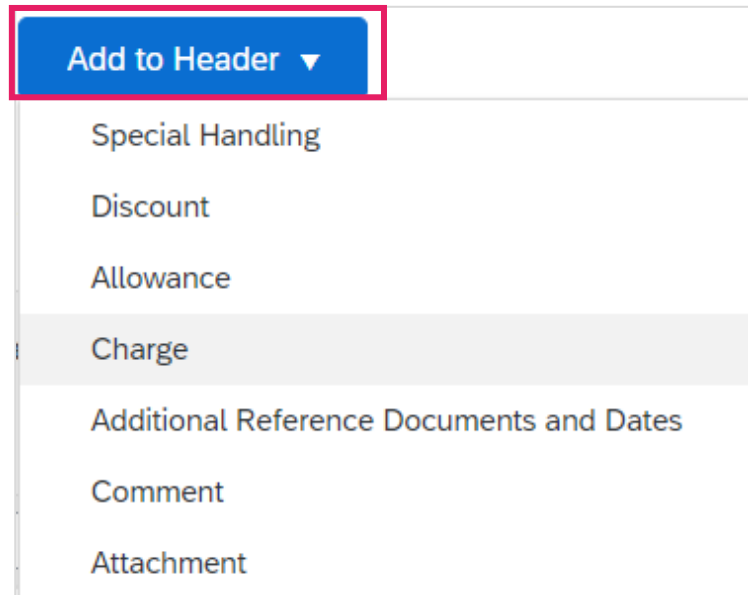 Add to Header ▼
Special Handling
Discount
Allowance
Charge
Additional Reference Documents and Dates
Comment
Attachment